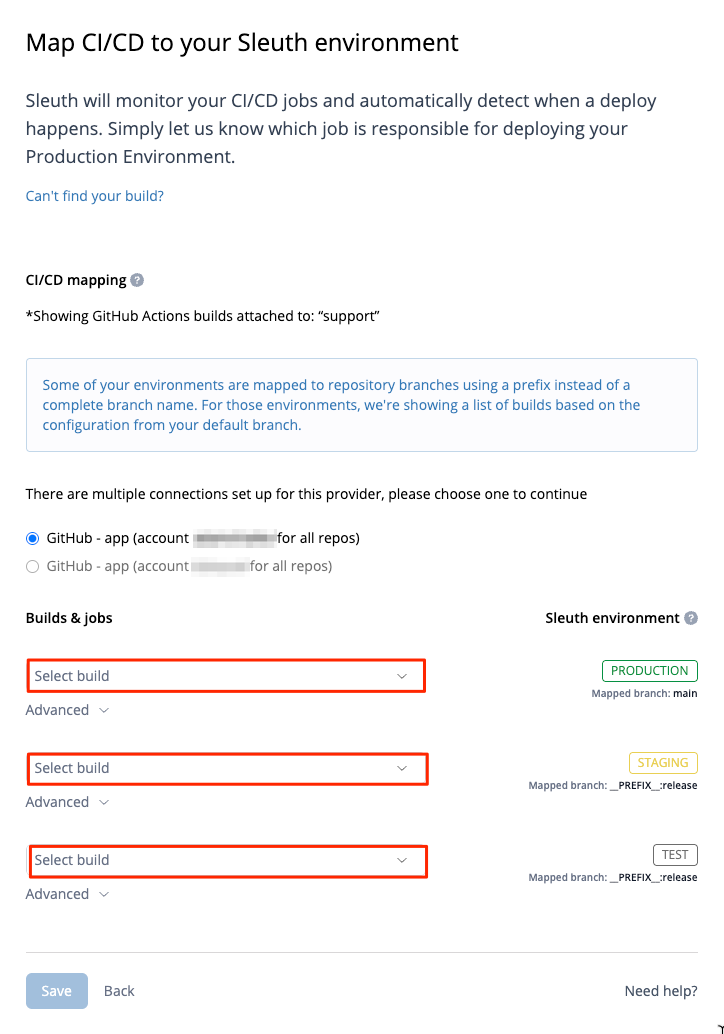 Map CI/CD to your Sleuth environment
Sleuth will monitor your CI/CD jobs and automatically detect when a deploy
happens. Simply let us know which job is responsible for deploying your
Production Environment.
Can't find your build?
CI/CD mapping ?
*Showing GitHub Actions builds attached to: “support”
Some of your environments are mapped to repository branches using a prefix instead of a
complete branch name. For those environments, we're showing a list of builds based on the
configuration from your default branch.
There are multiple connections set up for this provider, please choose one to continue
GitHub - app (account for all repos)
GitHub - app (account for all repos)
Builds & jobs Sleuth environment ?
Select build PRODUCTION
Mapped branch: main
Advanced
Select build STAGING
Mapped branch: __PREFIX__:release
Advanced
Select build TEST
Mapped branch: __PREFIX__:release
Advanced
Save Back Need help?